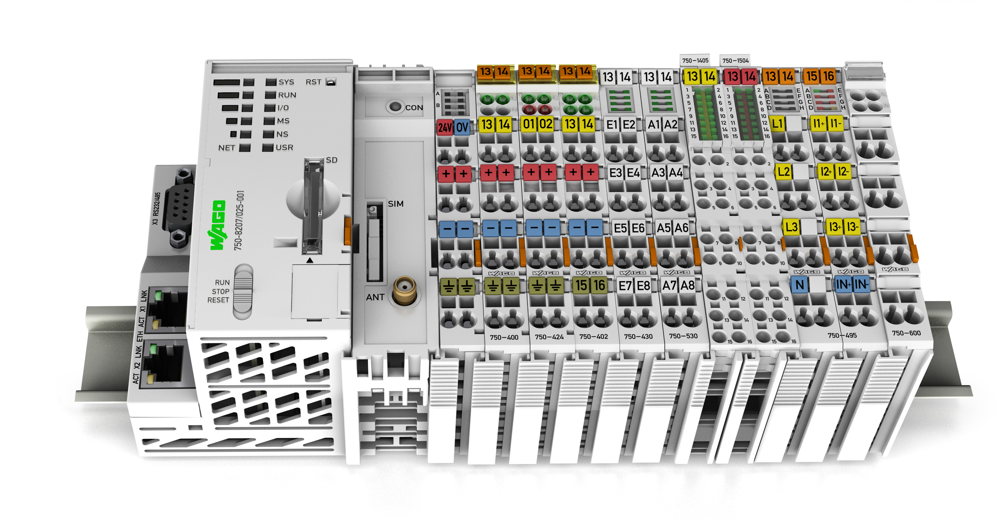 SYS
RST
RUN
I/O
MS
NS
NET
USR
SD
X3 RS232/485
WAGO
750-8207/025-001
RUN
STOP
RESET
X1 LNK
ETH ACT
X2 LNK
ACT
CON
SIM
ANT
A
B
24V 0V
+ +
- -
13 14
A C
B D
13 14
+ +
- -
WAGO
750-400
13 14
A C
B D
01 02
+ +
- -
WAGO
750-424
13 14
A C
B D
13 14
+ +
- -
WAGO
15 16
750-402
13 14
E1 E2
E3 E4
E5 E6
WAGO
E7 E8
750-430
13 14
A1 A2
A3 A4
A5 A6
WAGO
A7 A8
750-530
750-1405
13 14
1 2
3 4
5 6
7 8
9 10
11 12
13 14
15 16
1 2
3 4
5 6
7 8
9 10
11 12
13 14
15 16
750-1504
13 14
1 2
3 4
5 6
7 8
9 10
11 12
13 14
15 16
1 2
3 4
5 6
7 8
9 10
11 12
13 14
15 16
13 14
A E
B F
C G
D H
L1
L2
L3
WAGO
N
15 16
A E
B F
C G
D H
I1+ I1-
I2+ I2-
I3+ I3-
WAGO
IN+ IN-
750-495
A C
B D
WAGO
750-600